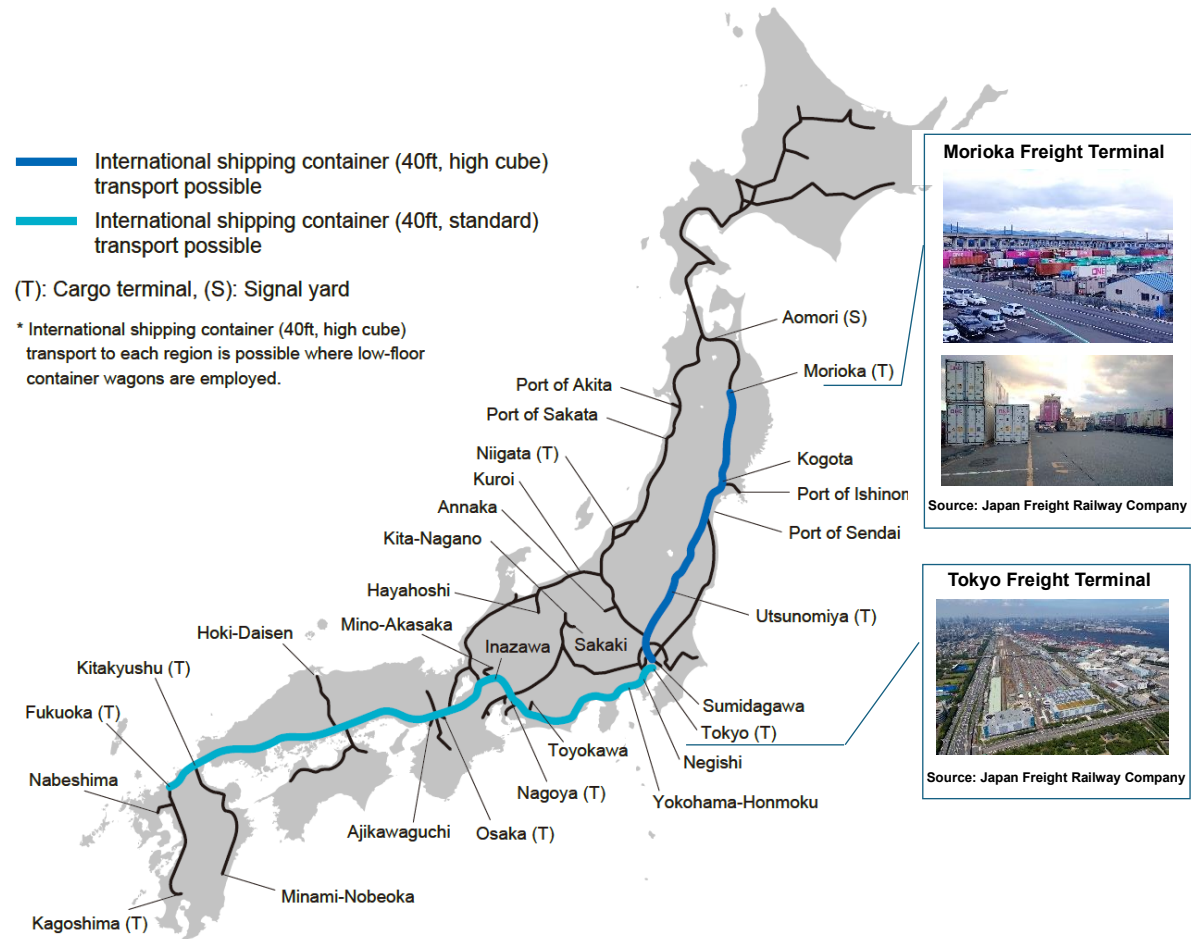 International shipping container (40ft, high cube)
transport possible
International shipping container (40ft, standard)
transport possible
(T): Cargo terminal, (S): Signal yard
* International shipping container (40ft, high cube)
transport to each region is possible where low-floor
container wagons are employed.
Aomori (S)
Morioka (T)
Port of Akita
Port of Sakata
Niigata (T)
Kuroi
Annaka
Kita-Nagano
Hayahoshi
Mino-Akasaka
Hoki-Daisen
Kitakyushu (T)
Fukuoka (T)
Nabeshima
Kogota
Port of Ishinor
Port of Sendai
Utsunomiya (T)
Inazawa
Sakaki
Sumidagawa
Tokyo (T)
Negishi
Yokohama-Honmoku
Toyokawa
Nagoya (T)
Osaka (T)
Ajikawaguchi
Minami-Nobeoka
Kagoshima (T)
Morioka Freight Terminal
Source: Japan Freight Railway Company
Tokyo Freight Terminal
Source: Japan Freight Railway Company